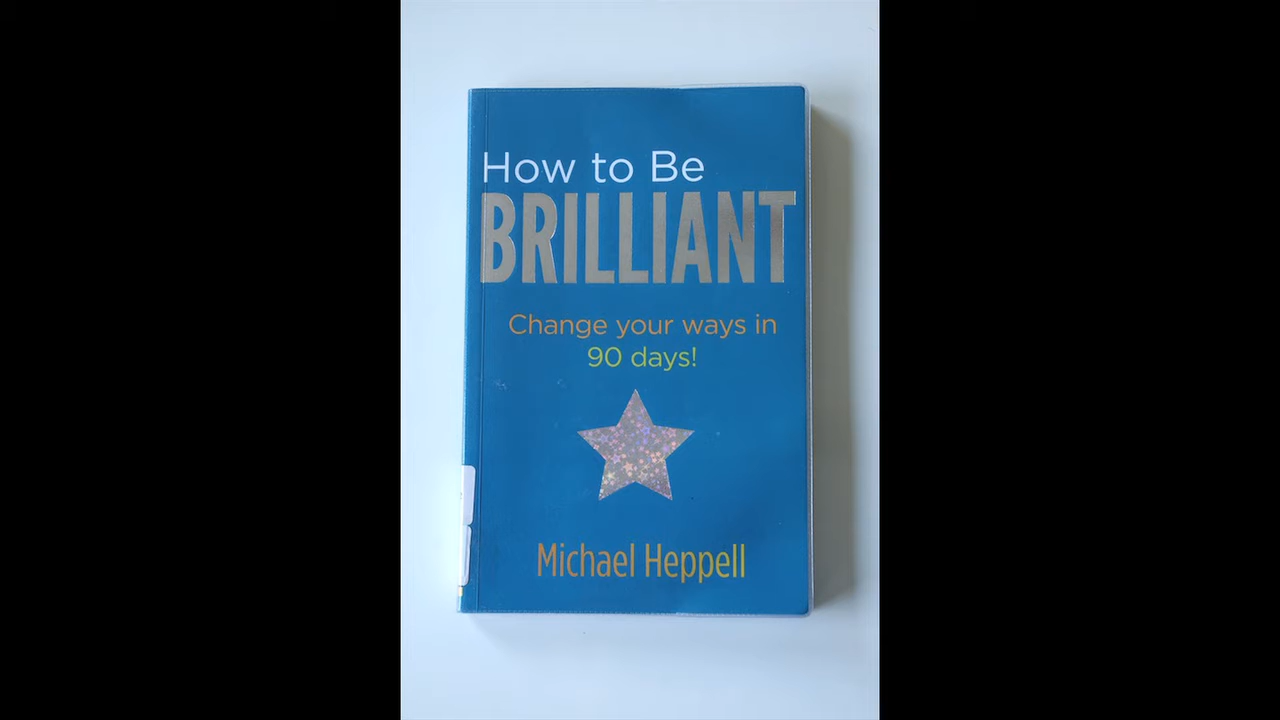 How to Be
BRILLIANT
Change your ways in
90 days!
Michael Heppell